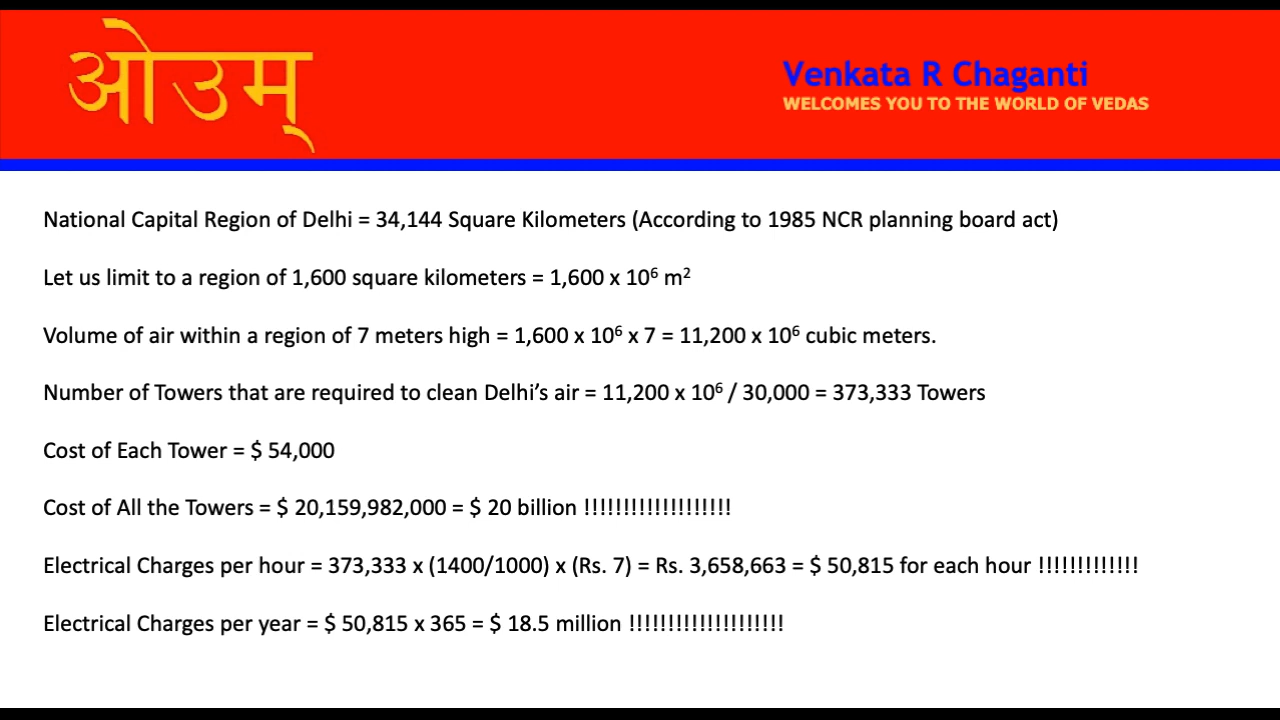 ओउम्
Venkata R Chaganti
WELCOMES YOU TO THE WORLD OF VEDAS
National Capital Region of Delhi = 34,144 Square Kilometers (According to 1985 NCR planning board act)
Let us limit to a region of 1,600 square kilometers = 1,600 x 10⁶ m²
Volume of air within a region of 7 meters high = 1,600 x 10⁶ x 7 = 11,200 x 10⁶ cubic meters.
Number of Towers that are required to clean Delhi’s air = 11,200 x 10⁶ / 30,000 = 373,333 Towers
Cost of Each Tower = $ 54,000
Cost of All the Towers = $ 20,159,982,000 = $ 20 billion !!!!!!!!!!!!!!!!!!!
Electrical Charges per hour = 373,333 x (1400/1000) x (Rs. 7) = Rs. 3,658,663 = $ 50,815 for each hour !!!!!!!!!!!!!
Electrical Charges per year = $ 50,815 x 365 = $ 18.5 million !!!!!!!!!!!!!!!!!!!!